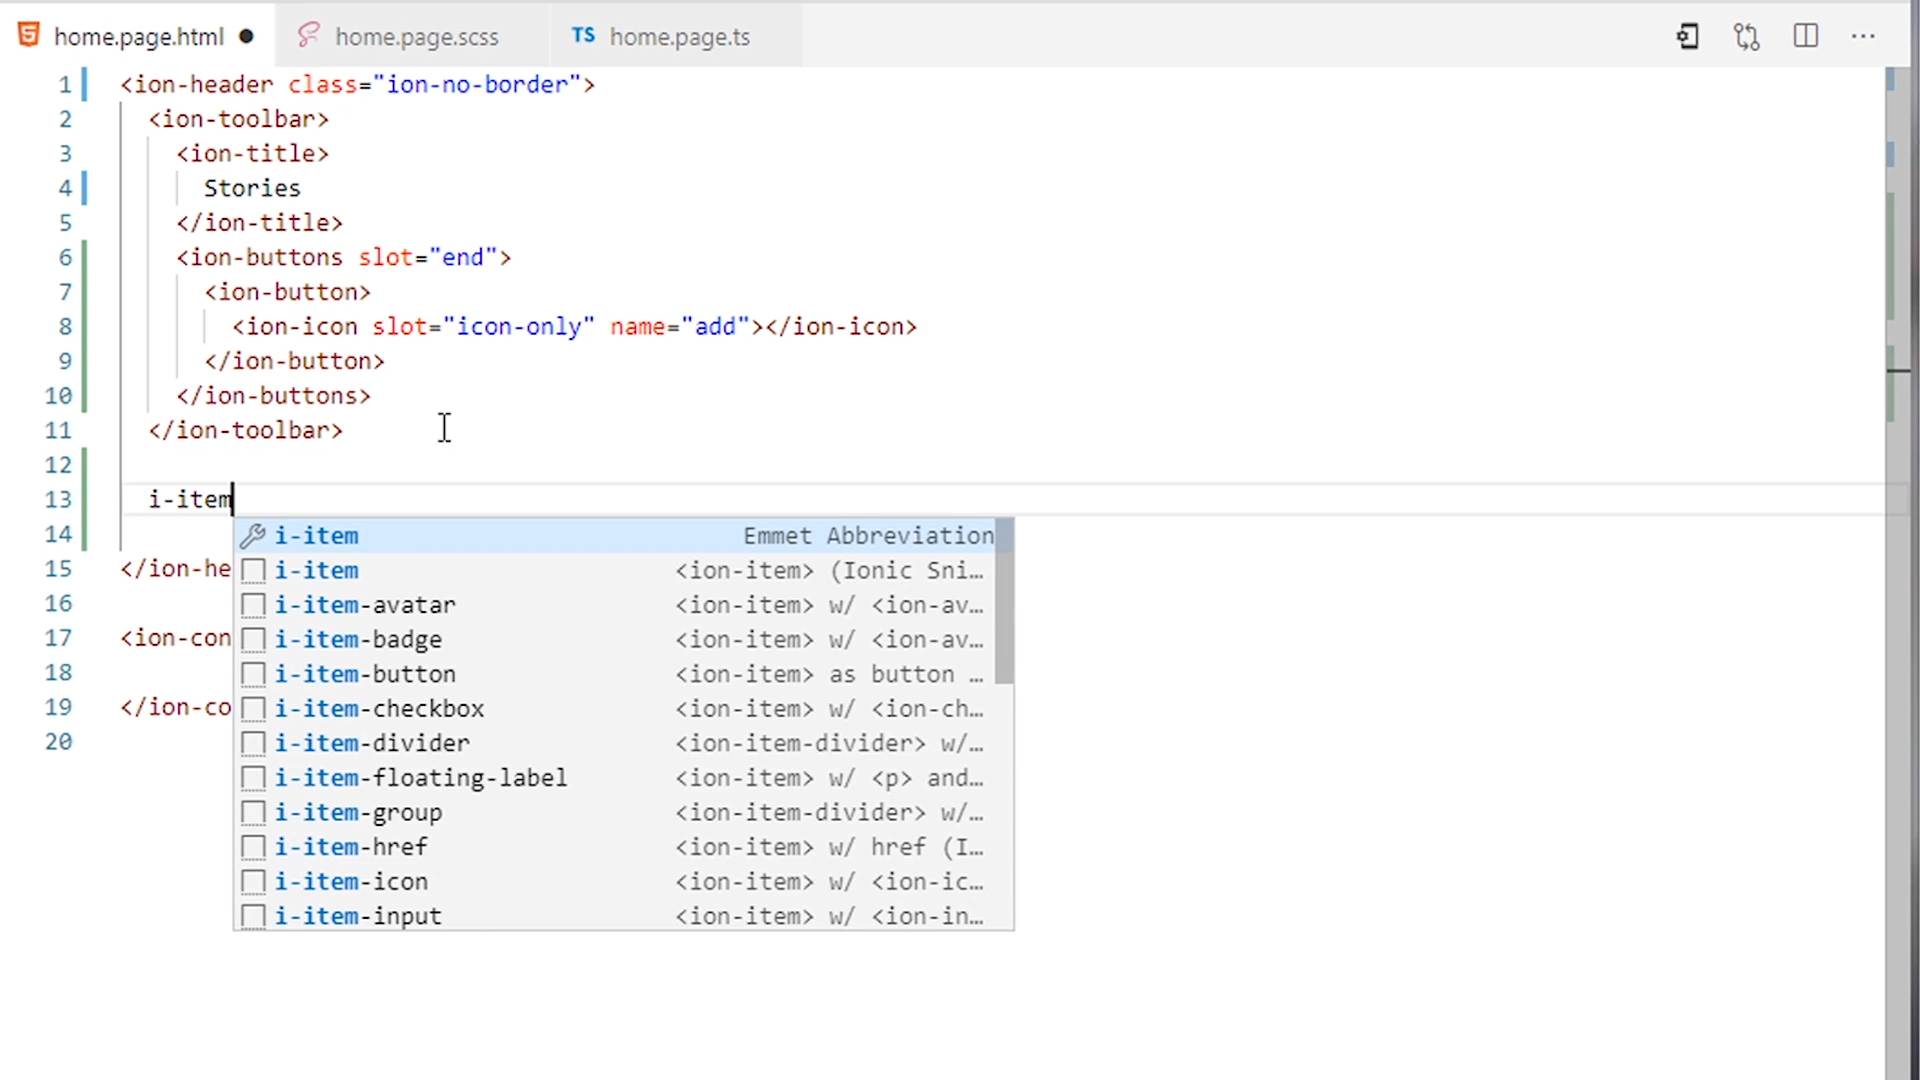 home.page.html
home.page.scss
TS home.page.ts
1 <ion-header class="ion-no-border">
2 <ion-toolbar>
3 <ion-title>
4 Stories
5 </ion-title>
6 <ion-buttons slot="end">
7 <ion-button>
8 <ion-icon slot="icon-only" name="add"></ion-icon>
9 </ion-button>
10 </ion-buttons>
11 </ion-toolbar>
12
13 i-item
14
15 </ion-he
16
17 <ion-con
18
19 </ion-co
20
i-item Emmet Abbreviation
i-item <ion-item> (Ionic Sni…
i-item-avatar <ion-item> w/ <ion-av…
i-item-badge <ion-item> w/ <ion-av…
i-item-button <ion-item> as button …
i-item-checkbox <ion-item> w/ <ion-ch…
i-item-divider <ion-item-divider> w/…
i-item-floating-label <ion-item> w/ <p> and…
i-item-group <ion-item-divider> w/…
i-item-href <ion-item> w/ href (I…
i-item-icon <ion-item> w/ <ion-ic…
i-item-input <ion-item> w/ <ion-in…